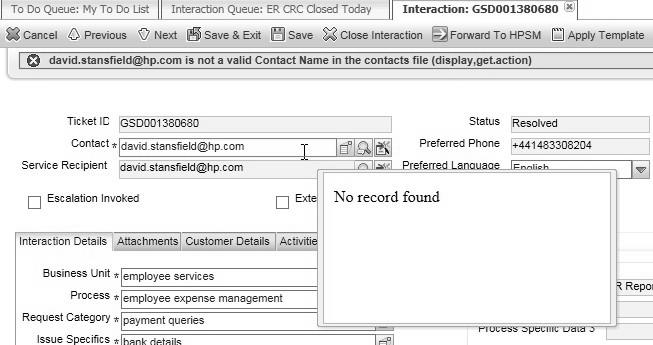 To Do Queue: My To Do List Interaction Queue: ER CRC Closed Today Interaction: GSD001380680
Cancel Previous Next Save & Exit Save Close Interaction Forward To HPSM Apply Template
david.stansfield@hp.com is not a valid Contact Name in the contacts file (display,get.action)
Ticket ID GSD001380680 Status Resolved
Contact * david.stansfield@hp.com Preferred Phone +441483308204
Service Recipient david.stansfield@hp.com Preferred Language English
Escalation Invoked
No record found
Interaction Details Attachments Customer Details
Business Unit * employee services
Process * employee expense management
Request Category * payment queries
Process Specific Data 3
Issue Specifics * bank details